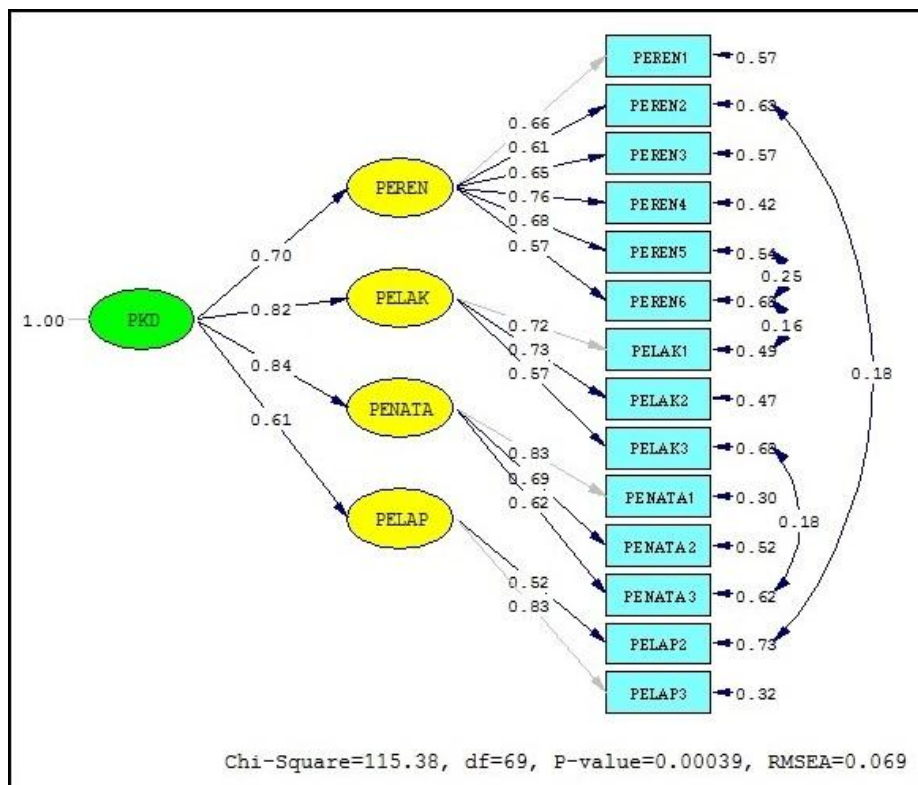 PEREN1
0.57
PEREN2
0.63
0.66
0.61
PEREN3
0.57
PEREN
0.65
0.76
PEREN4
0.42
0.68
0.57
PEREN5
0.54
0.70
0.25
PELAK
PEREN6
0.68
1.00
PKD
0.82
0.72
0.16
0.73
PELAK1
0.49
0.57
0.18
0.84
PELAK2
0.47
PENATA
0.61
PELAK3
0.68
0.83
0.69
PENATA1
0.30
0.62
PELAP
0.18
PENATA2
0.52
0.52
PENATA3
0.62
0.83
PELAP2
0.73
PELAP3
0.32
Chi-Square=115.38, df=69, P-value=0.00039, RMSEA=0.069